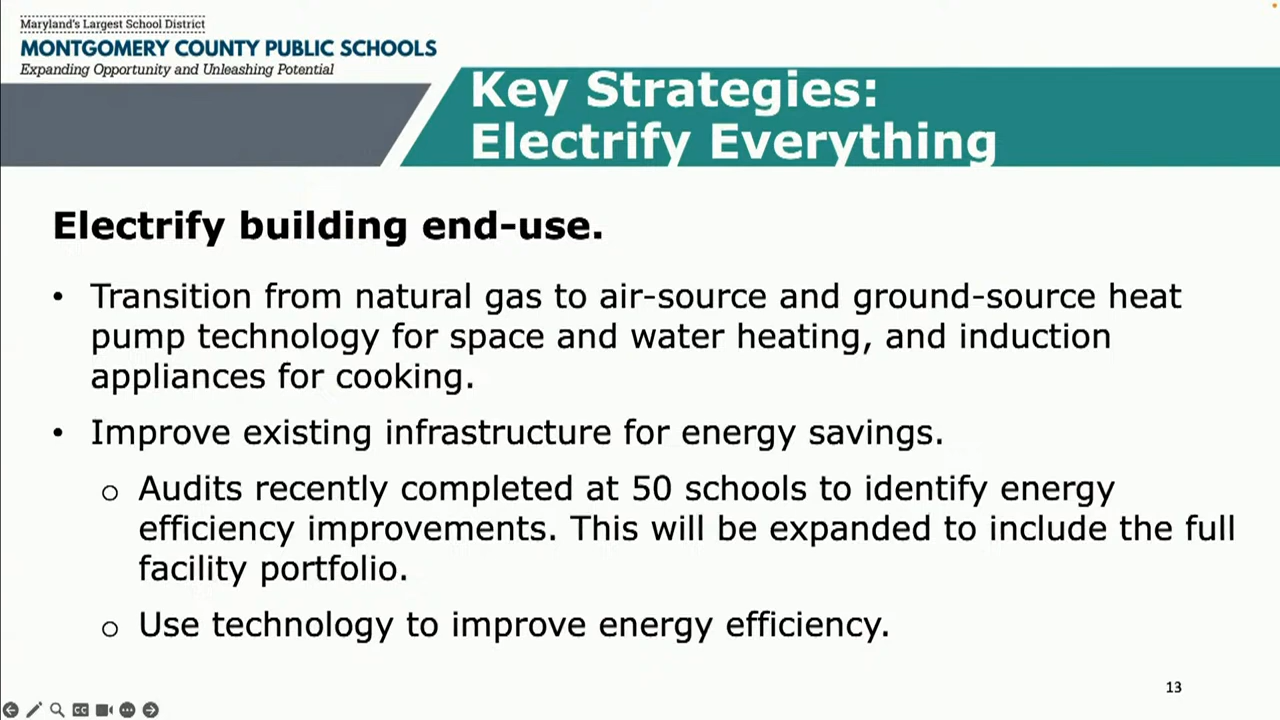 Maryland's Largest School District
MONTGOMERY COUNTY PUBLIC SCHOOLS
Expanding Opportunity and Unleashing Potential
Key Strategies:
Electrify Everything
Electrify building end-use.
• Transition from natural gas to air-source and ground-source heat
pump technology for space and water heating, and induction
appliances for cooking.
• Improve existing infrastructure for energy savings.
o Audits recently completed at 50 schools to identify energy
efficiency improvements. This will be expanded to include the full
facility portfolio.
o Use technology to improve energy efficiency.
13
CC